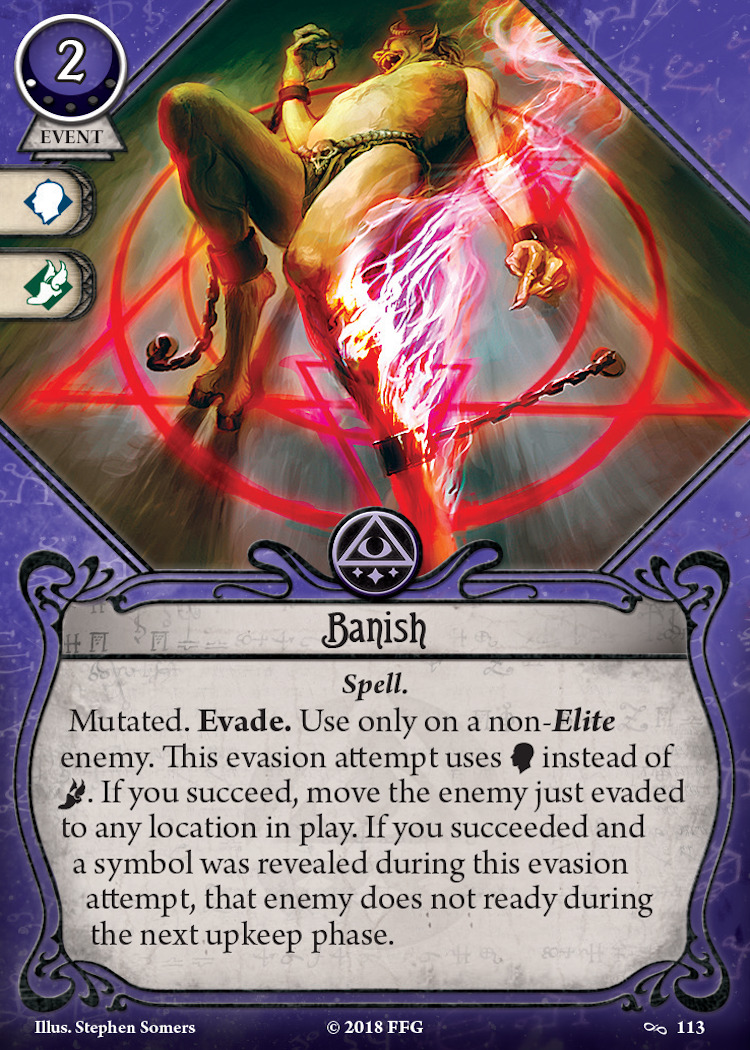 2
EVENT
Banish
Spell.
Mutated. Evade. Use only on a non-Elite
enemy. This evasion attempt uses instead of
. If you succeed, move the enemy just evaded
to any location in play. If you succeeded and
a symbol was revealed during this evasion
attempt, that enemy does not ready during
the next upkeep phase.
Illus. Stephen Somers © 2018 FFG 113